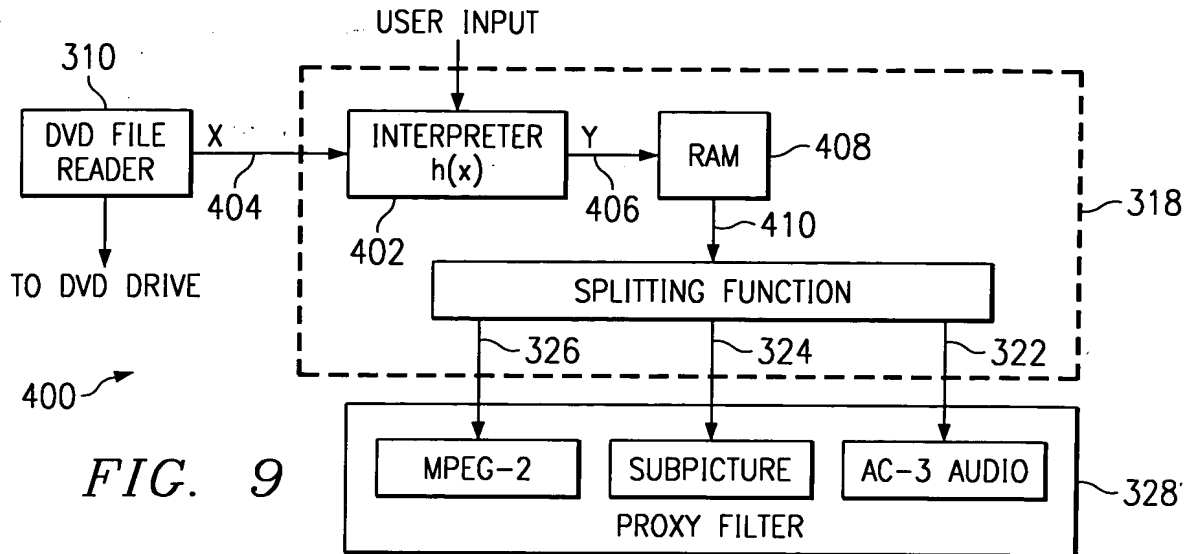 USER INPUT
310
DVD FILE
READER
X
404
INTERPRETER
h(x)
402
Y
406
RAM
408
410
318
TO DVD DRIVE
SPLITTING FUNCTION
326
324
322
400
MPEG-2
SUBPICTURE
AC-3 AUDIO
PROXY FILTER
328
FIG. 9